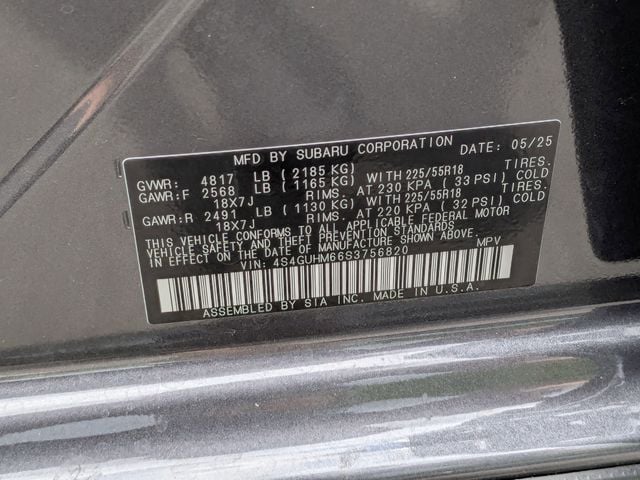 MFD BY SUBARU CORPORATION DATE: 05/25
GVWR: 4817 LB (2185 KG)
GAWR:F 2568 LB (1165 KG) WITH 225/55R18 TIRES.
18X7J RIMS. AT 230 KPA (33 PSI) COLD
GAWR:R 2491 LB (1130 KG) WITH 225/55R18 TIRES.
18X7J RIMS. AT 220 KPA (32 PSI) COLD
THIS VEHICLE CONFORMS TO ALL APPLICABLE FEDERAL MOTOR
VEHICLE SAFETY AND THEFT PREVENTION STANDARDS
IN EFFECT ON THE DATE OF MANUFACTURE SHOWN ABOVE.
VIN: 4S4GUHM66S3756820 MPV
ASSEMBLED BY SIA INC. MADE IN U.S.A.